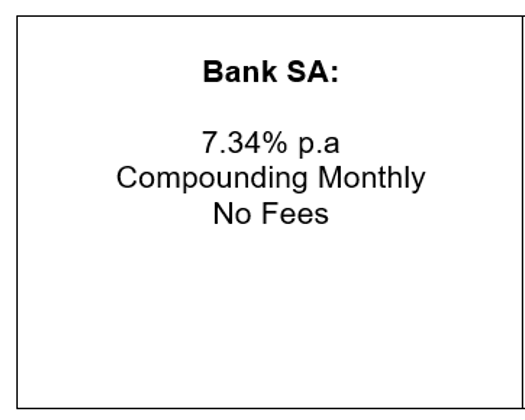 Bank SA:
7.34% p.a
Compounding Monthly
No Fees